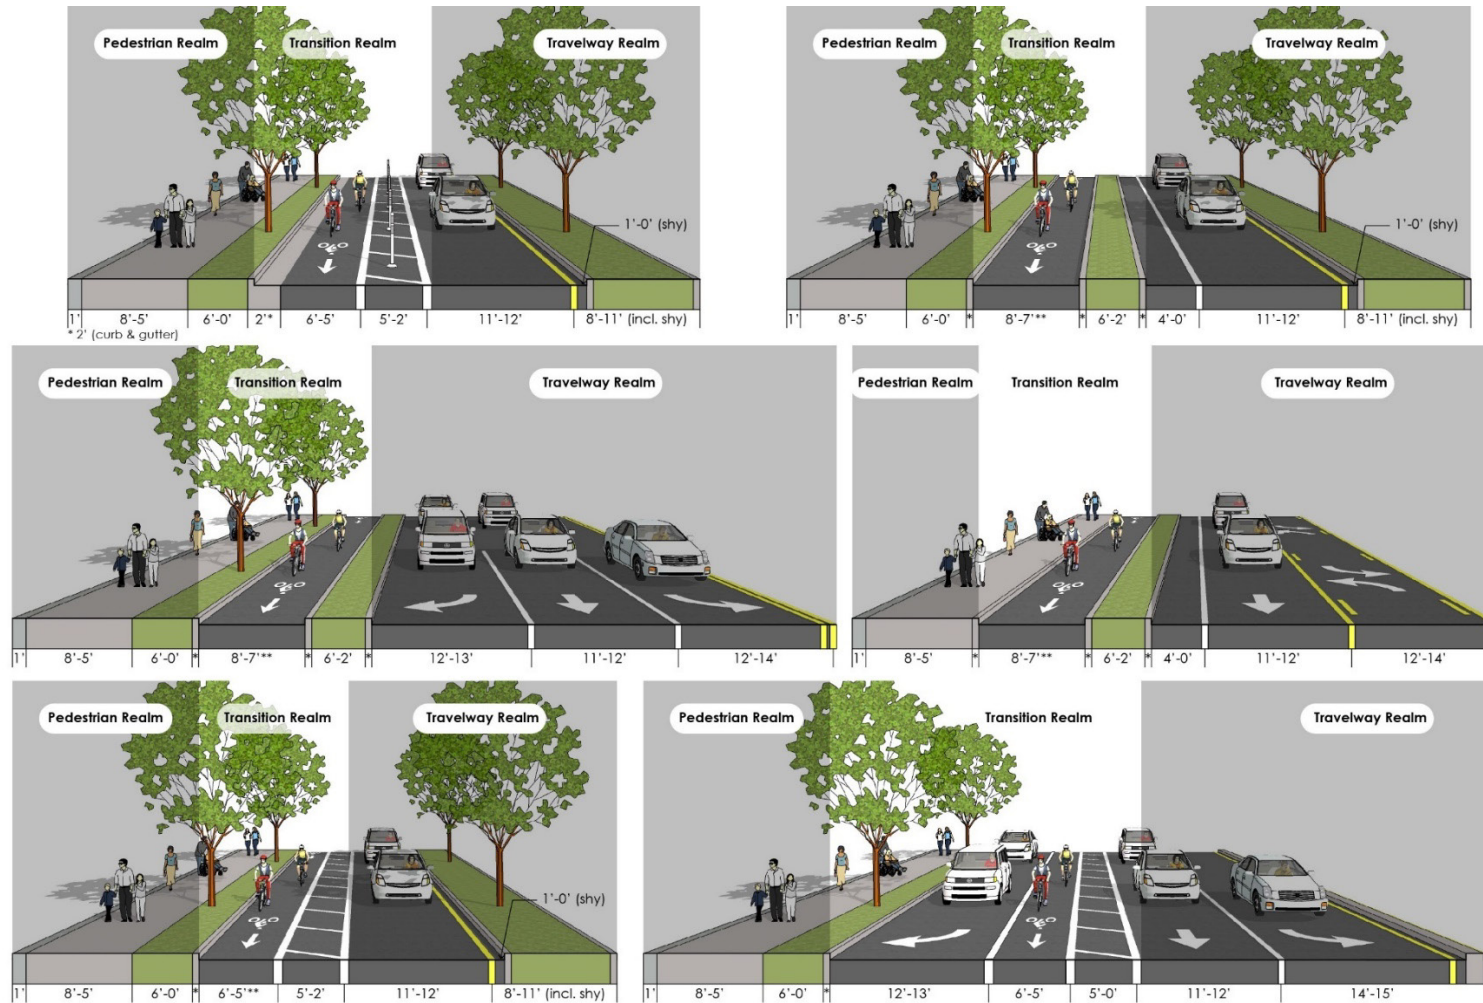 Pedestrian Realm Transition Realm Travelway Realm
1'-0' (shy)
1' 8'-5' 6'-0' 2'* 6'-5' 5'-2' 11'-12' 8'-11' (incl. shy)
* 2' (curb & gutter)
Pedestrian Realm Transition Realm Travelway Realm
1'-0' (shy)
1' 8'-5' 6'-0' * 8'-7'** * 6'-2' * 4'-0' 11'-12' 8'-11' (incl. shy)
Pedestrian Realm Transition Realm Travelway Realm
1' 8'-5' 6'-0' * 8'-7'** * 6'-2' * 12'-13' 11'-12' 12'-14'
Pedestrian Realm Transition Realm Travelway Realm
1' 8'-5' * 8'-7'** * 6'-2' * 4'-0' 11'-12' 12'-14'
Pedestrian Realm Transition Realm Travelway Realm
1'-0' (shy)
1' 8'-5' 6'-0' * 6'-5'** 5'-2' 11'-12' 8'-11' (incl. shy)
Pedestrian Realm Transition Realm Travelway Realm
1' 8'-5' 6'-0' * 12'-13' 6'-5' 5'-0' 11'-12' 14'-15'